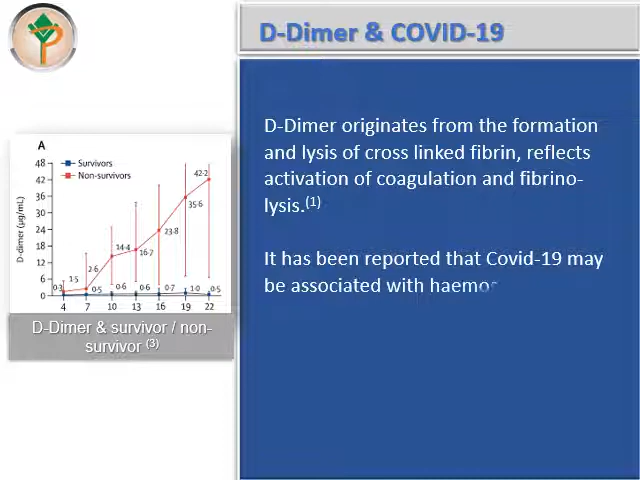 D-Dimer & COVID-19
D-Dimer originates from the formation
and lysis of cross linked fibrin, reflects
activation of coagulation and fibrino-
lysis.(1)
It has been reported that Covid-19 may
be associated with haemo
A
Survivors
Non-survivors
D-dimer (μg/mL)
48
42
36
30
24
18
12
6
0
0·3 1·5 2·6 14·4 16·7 23·8 35·6 42·2
0·5 0·6 0·6 0·7 1·0 0·5
4 7 10 13 16 19 22
D-Dimer & survivor / non-
survivor (3)